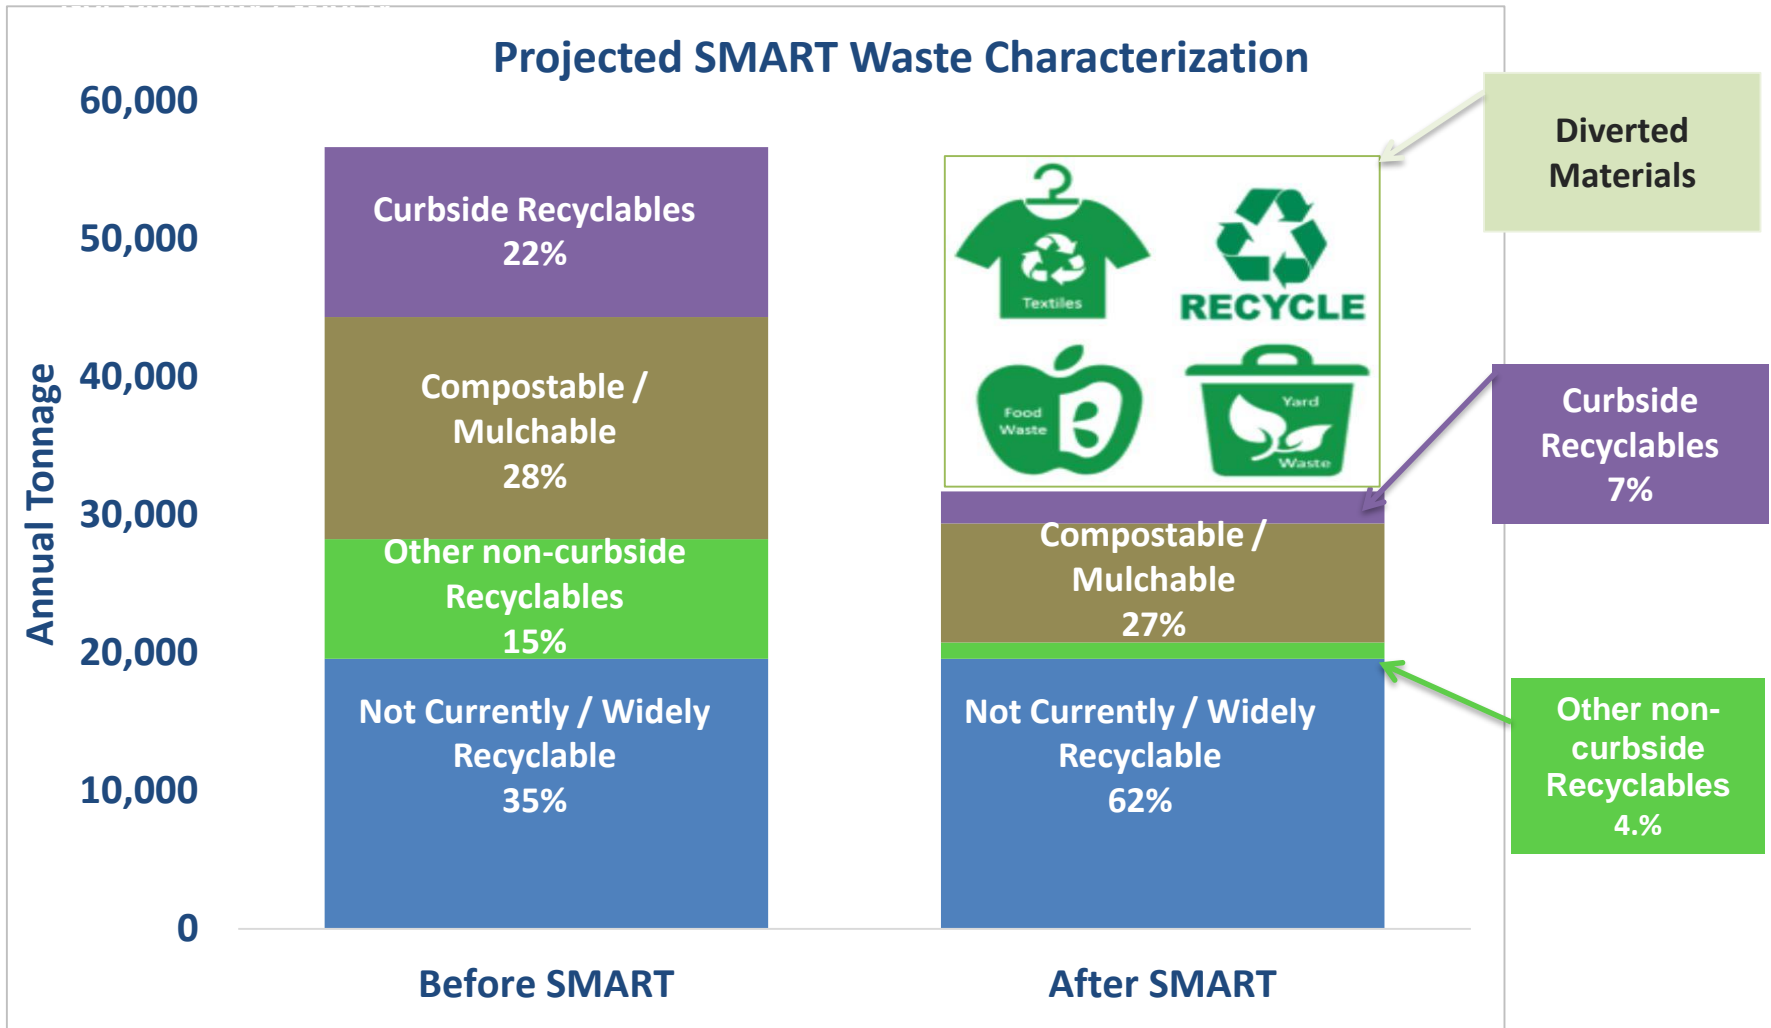 Projected SMART Waste Characterization
60,000
50,000
40,000
30,000
20,000
10,000
0
Annual Tonnage
Curbside Recyclables
22%
Compostable /
Mulchable
28%
Other non-curbside
Recyclables
15%
Not Currently / Widely
Recyclable
35%
Before SMART
Textiles
RECYCLE
Food
Waste
Yard
Waste
Compostable /
Mulchable
27%
Not Currently / Widely
Recyclable
62%
After SMART
Diverted
Materials
Curbside
Recyclables
7%
Other non-
curbside
Recyclables
4.%